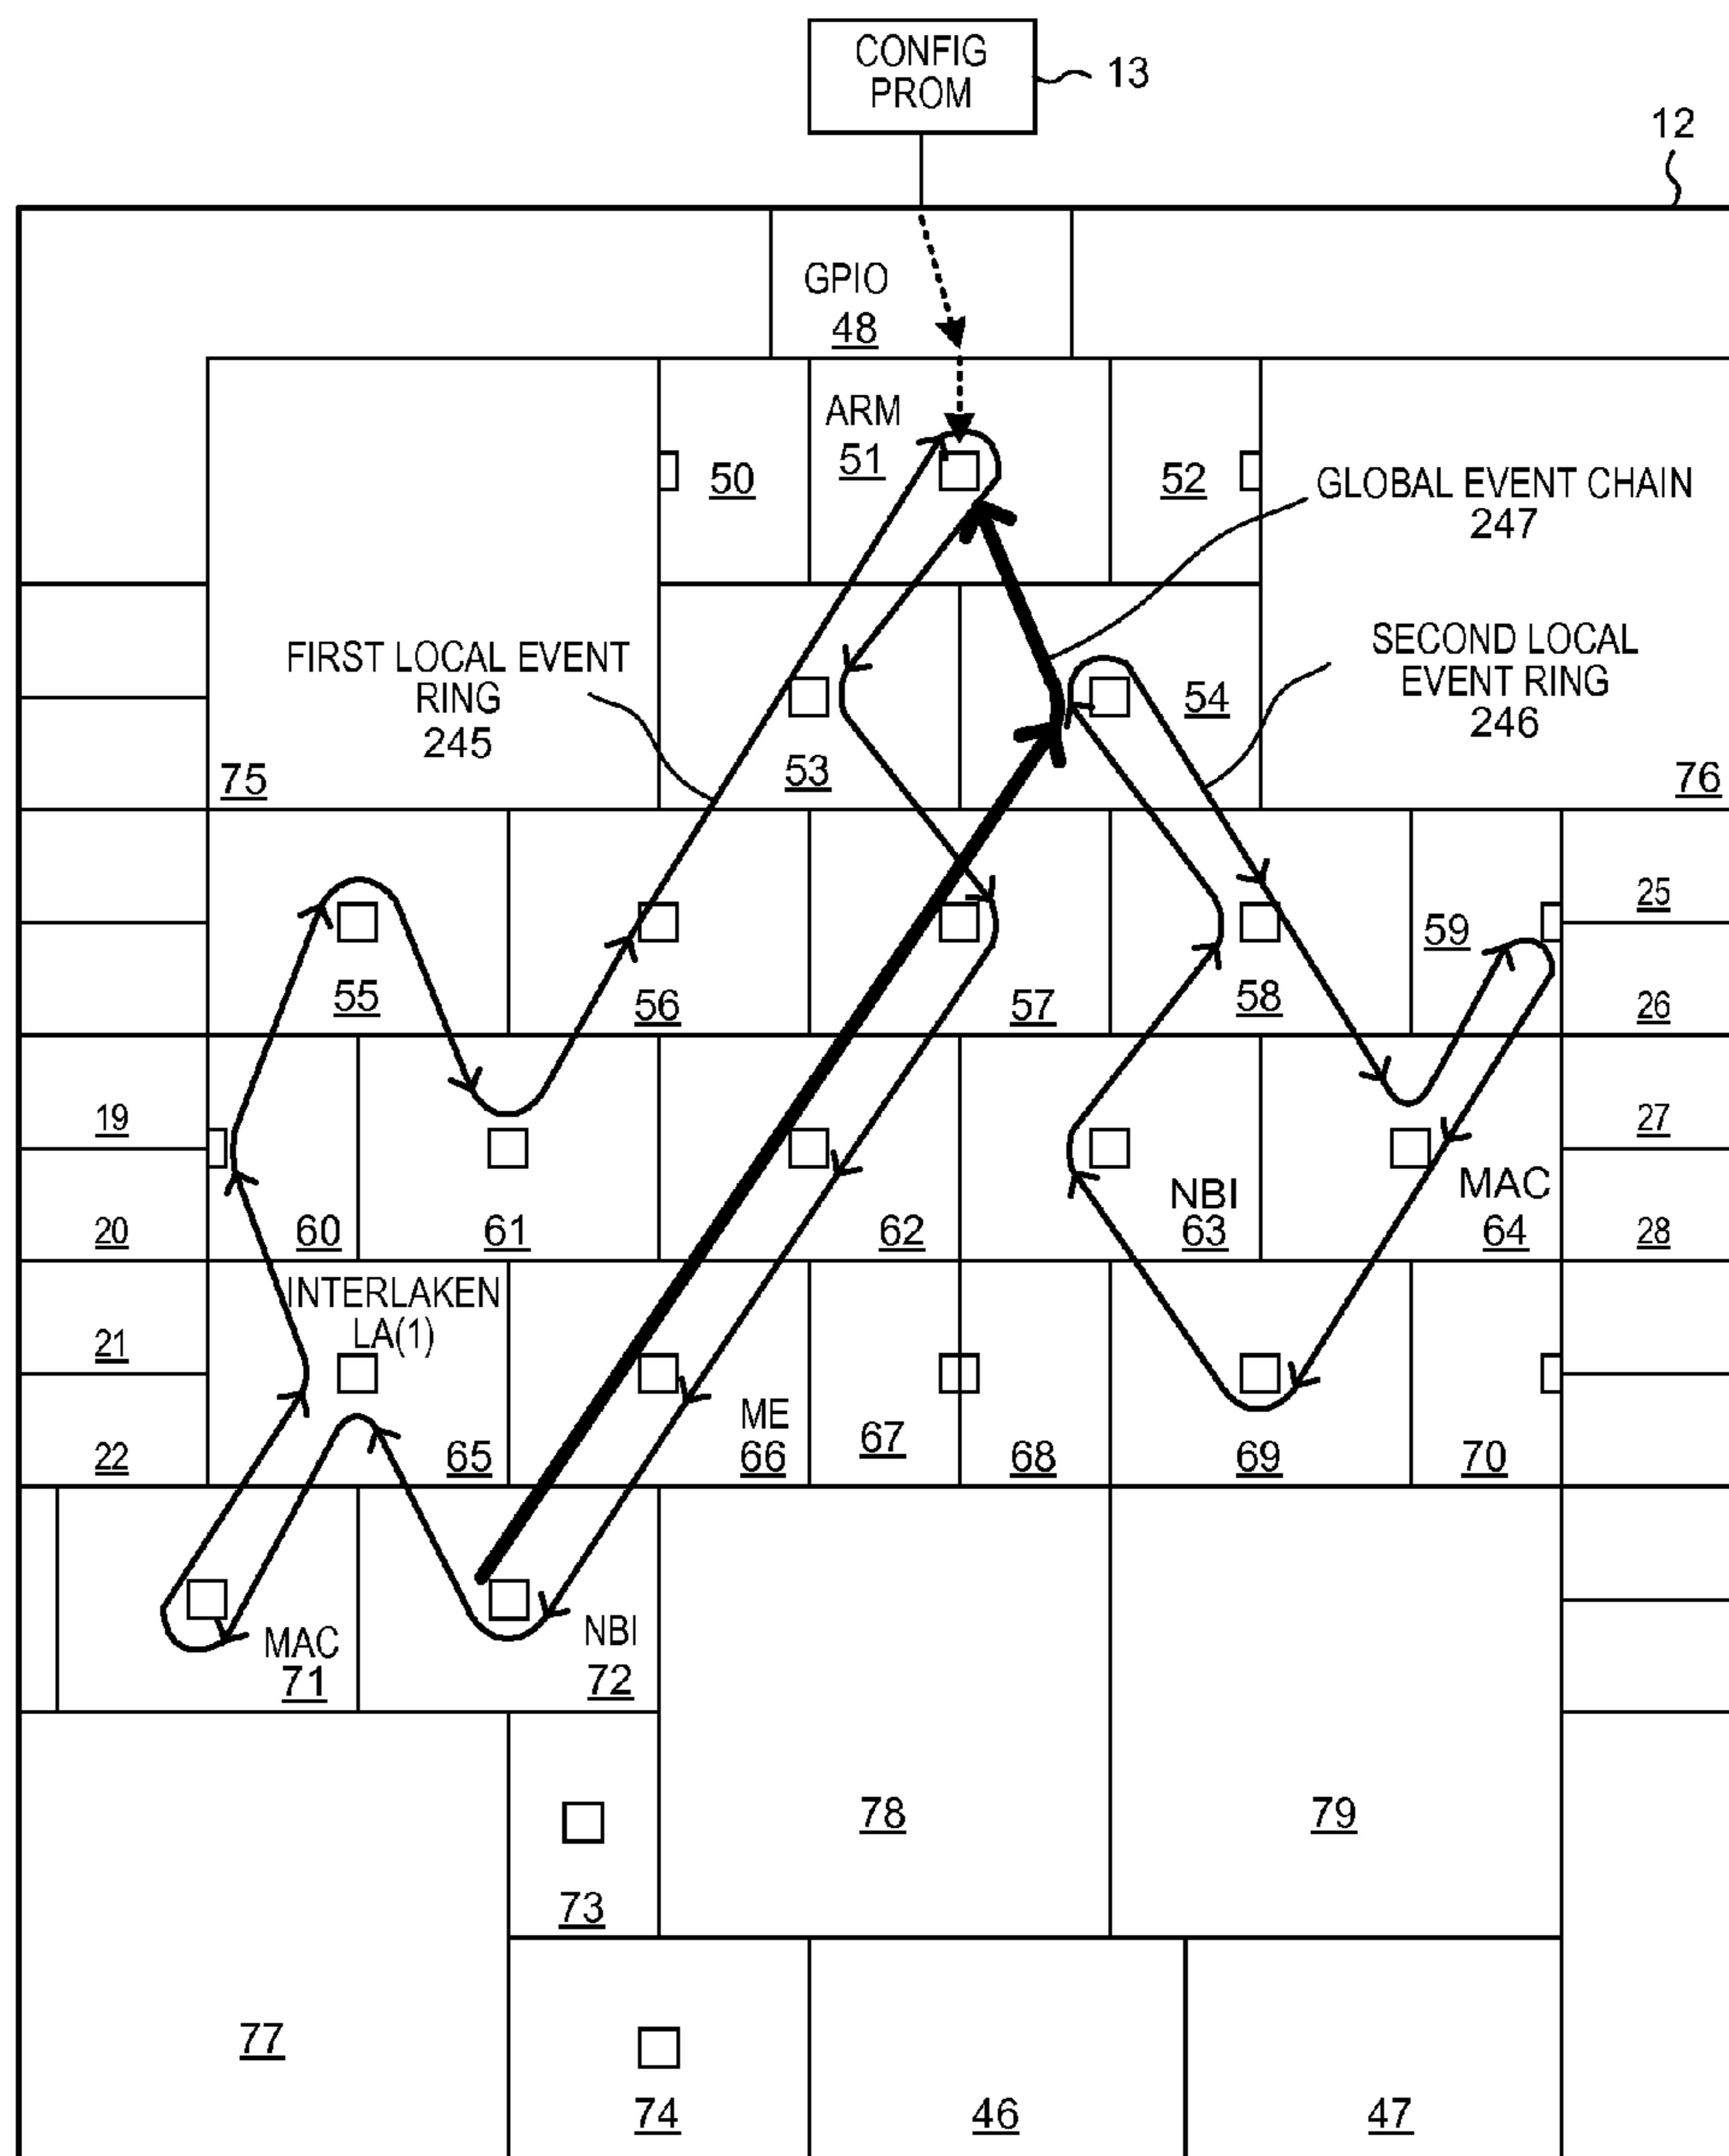 CONFIG
PROM
13
12
GPIO
48
ARM
51
50
52
GLOBAL EVENT CHAIN
247
FIRST LOCAL EVENT
RING
245
SECOND LOCAL
EVENT RING
246
54
53
75
76
25
59
55
56
57
58
26
19
27
NBI
63
MAC
64
20
60
61
62
28
INTERLAKEN
LA(1)
21
22
65
ME
66
67
68
69
70
MAC
71
NBI
72
78
79
73
77
74
46
47